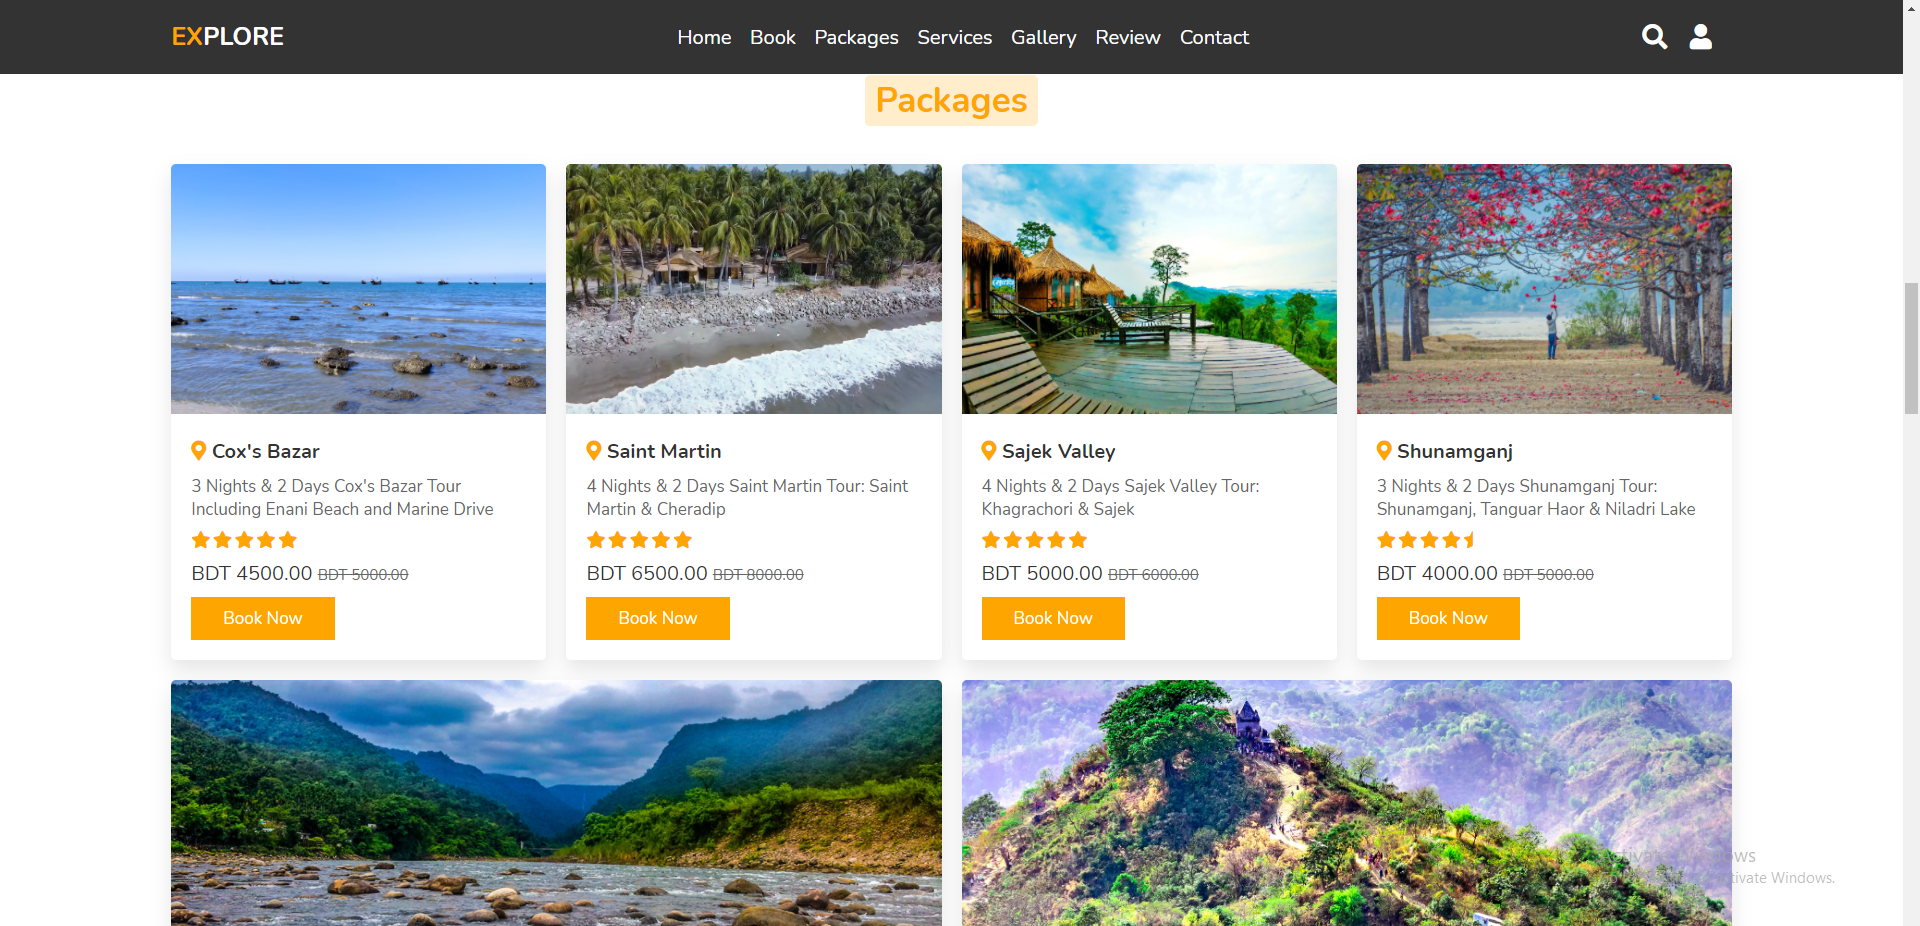 EXPLORE
Home Book Packages Services Gallery Review Contact
Packages
Cox's Bazar
3 Nights & 2 Days Cox's Bazar Tour
Including Enani Beach and Marine Drive
BDT 4500.00 BDT 5000.00
Book Now
Saint Martin
4 Nights & 2 Days Saint Martin Tour: Saint
Martin & Cheradip
BDT 6500.00 BDT 8000.00
Book Now
Sajek Valley
4 Nights & 2 Days Sajek Valley Tour:
Khagrachori & Sajek
BDT 5000.00 BDT 6000.00
Book Now
Shunamganj
3 Nights & 2 Days Shunamganj Tour:
Shunamganj, Tanguar Haor & Niladri Lake
BDT 4000.00 BDT 5000.00
Book Now
Windows.